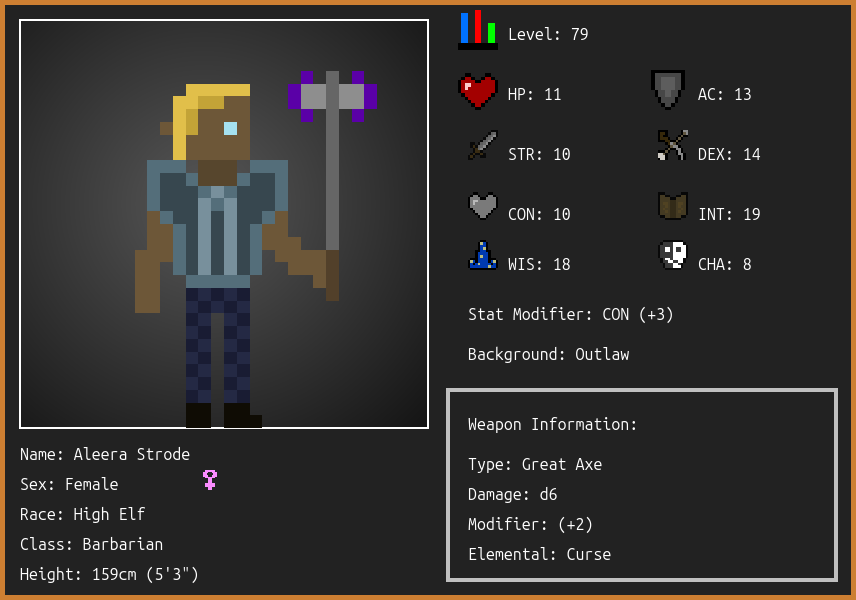 Level: 79
HP: 11
AC: 13
STR: 10
DEX: 14
CON: 10
INT: 19
WIS: 18
CHA: 8
Stat Modifier: CON (+3)
Background: Outlaw
Weapon Information:
Type: Great Axe
Damage: d6
Modifier: (+2)
Elemental: Curse
Name: Aleera Strode
Sex: Female
Race: High Elf
Class: Barbarian
Height: 159cm (5'3")